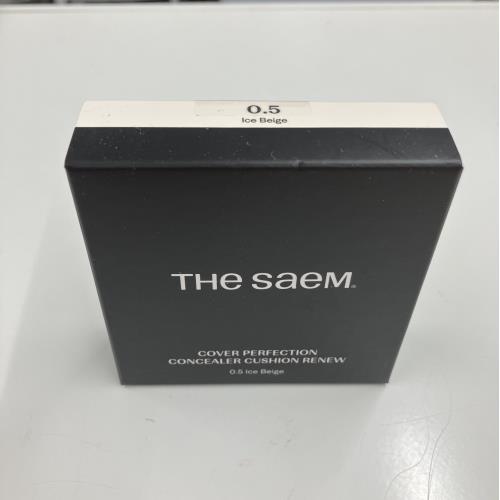 0.5
Ice Beige
THE SAEM
COVER PERFECTION
CONCEALER CUSHION RENEW
0.5 Ice Beige